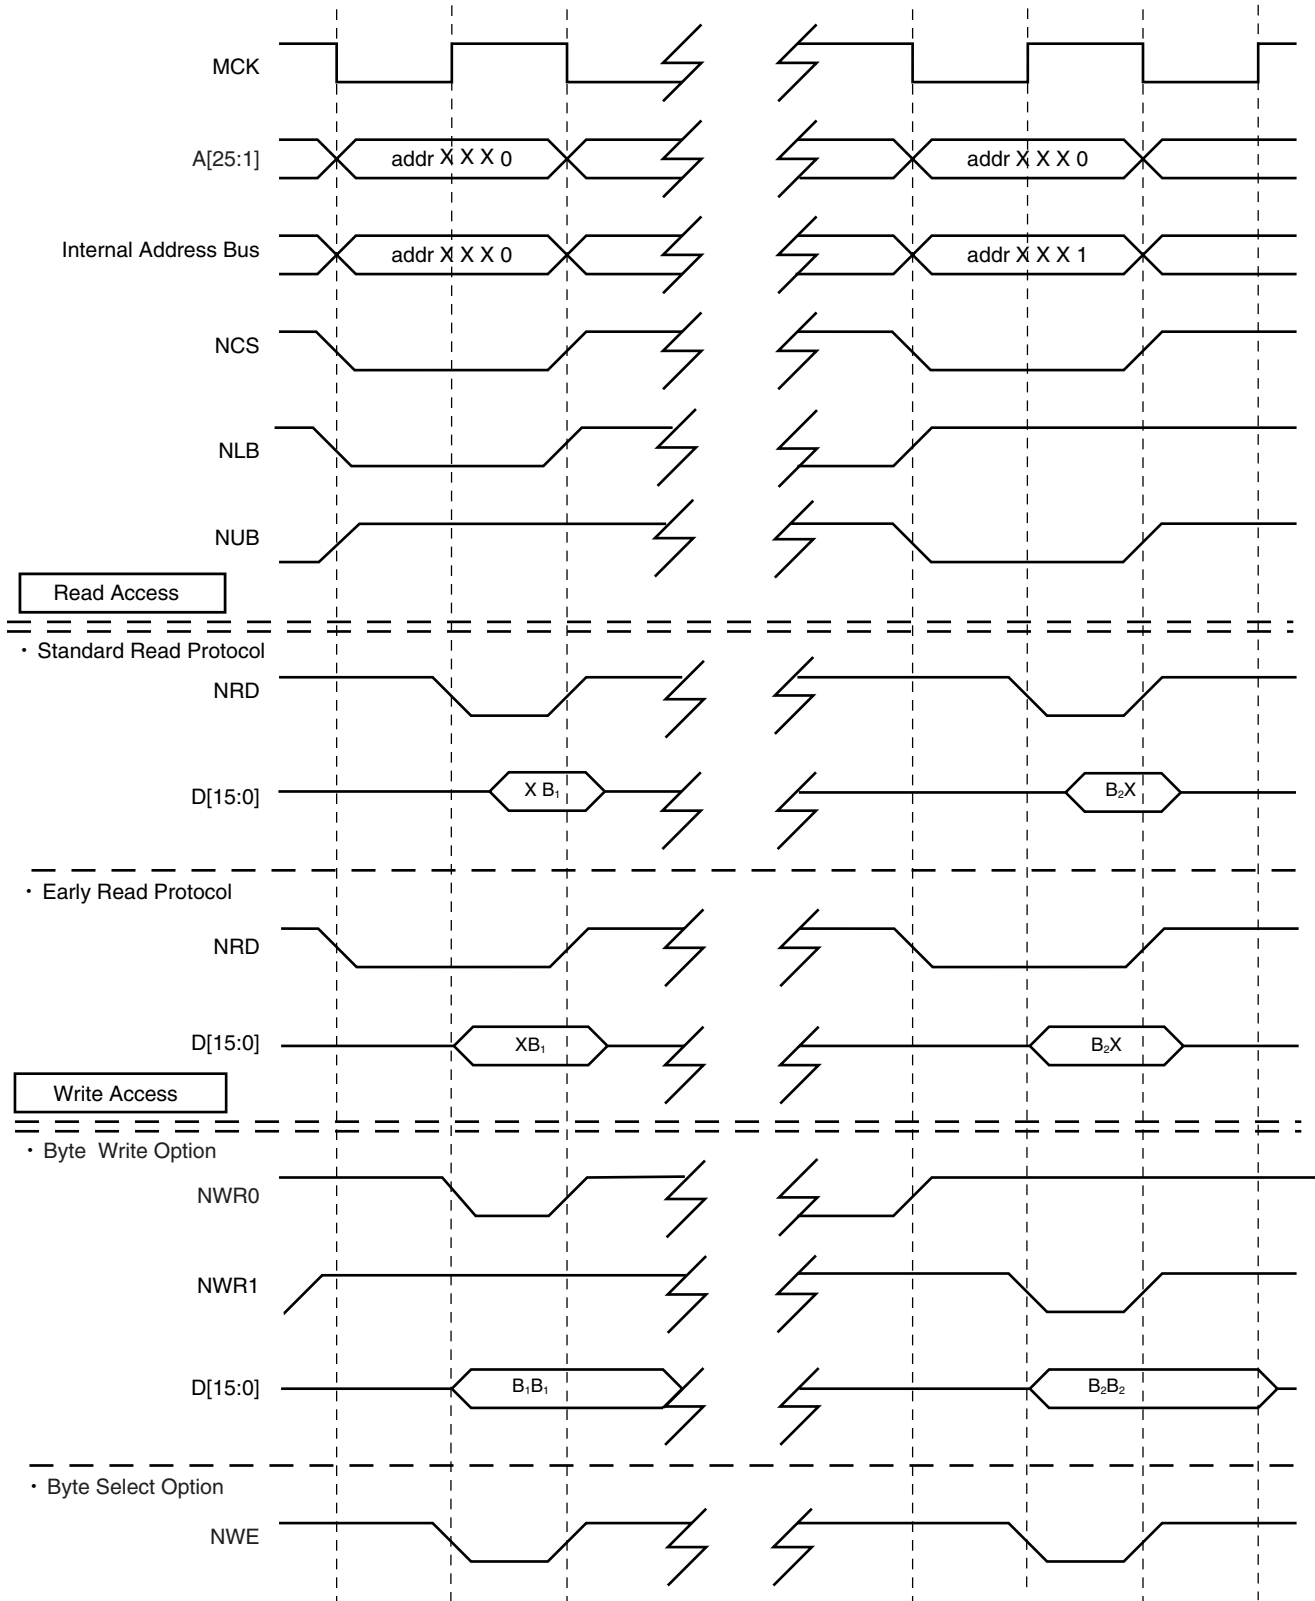 MCK
A[25:1] addr X X X 0 addr X X X 0
Internal Address Bus addr X X X 0 addr X X X 1
NCS
NLB
NUB
Read Access
· Standard Read Protocol
NRD
D[15:0] X B₁ B₂X
· Early Read Protocol
NRD
D[15:0] XB₁ B₂X
Write Access
· Byte Write Option
NWR0
NWR1
D[15:0] B₁B₁ B₂B₂
· Byte Select Option
NWE